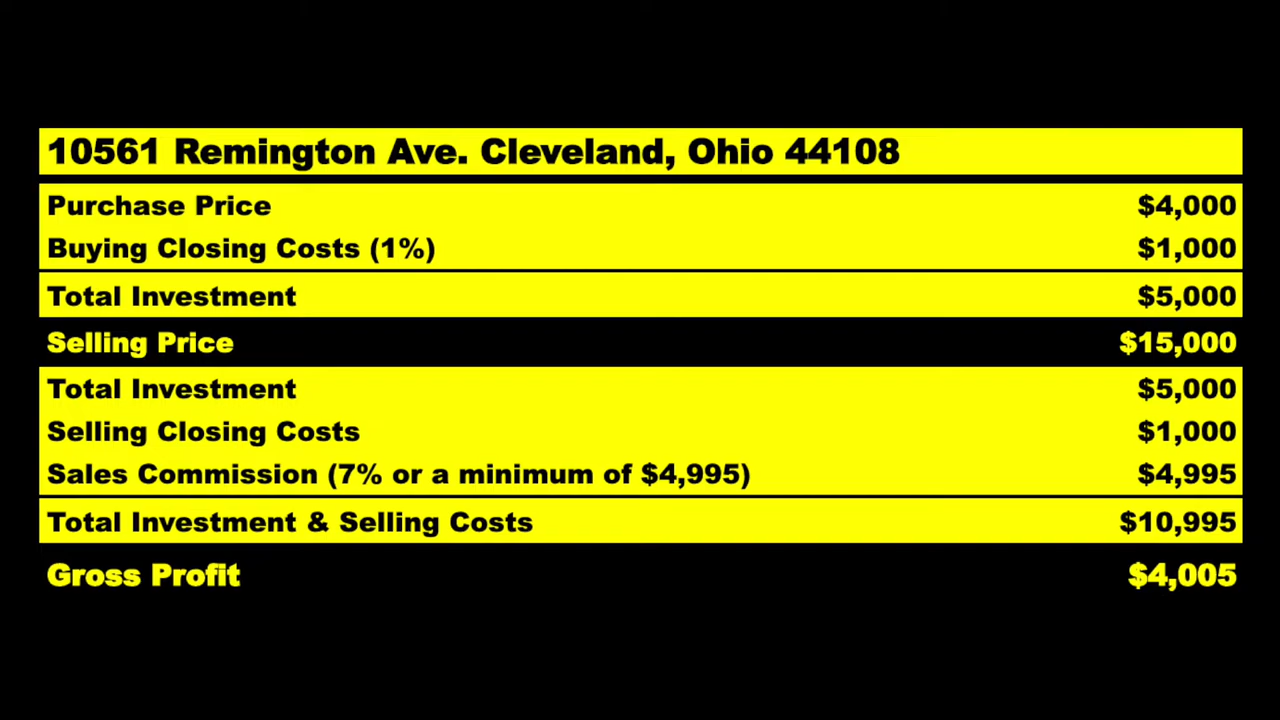 10561 Remington Ave. Cleveland, Ohio 44108
Purchase Price $4,000
Buying Closing Costs (1%) $1,000
Total Investment $5,000
Selling Price $15,000
Total Investment $5,000
Selling Closing Costs $1,000
Sales Commission (7% or a minimum of $4,995) $4,995
Total Investment & Selling Costs $10,995
Gross Profit $4,005